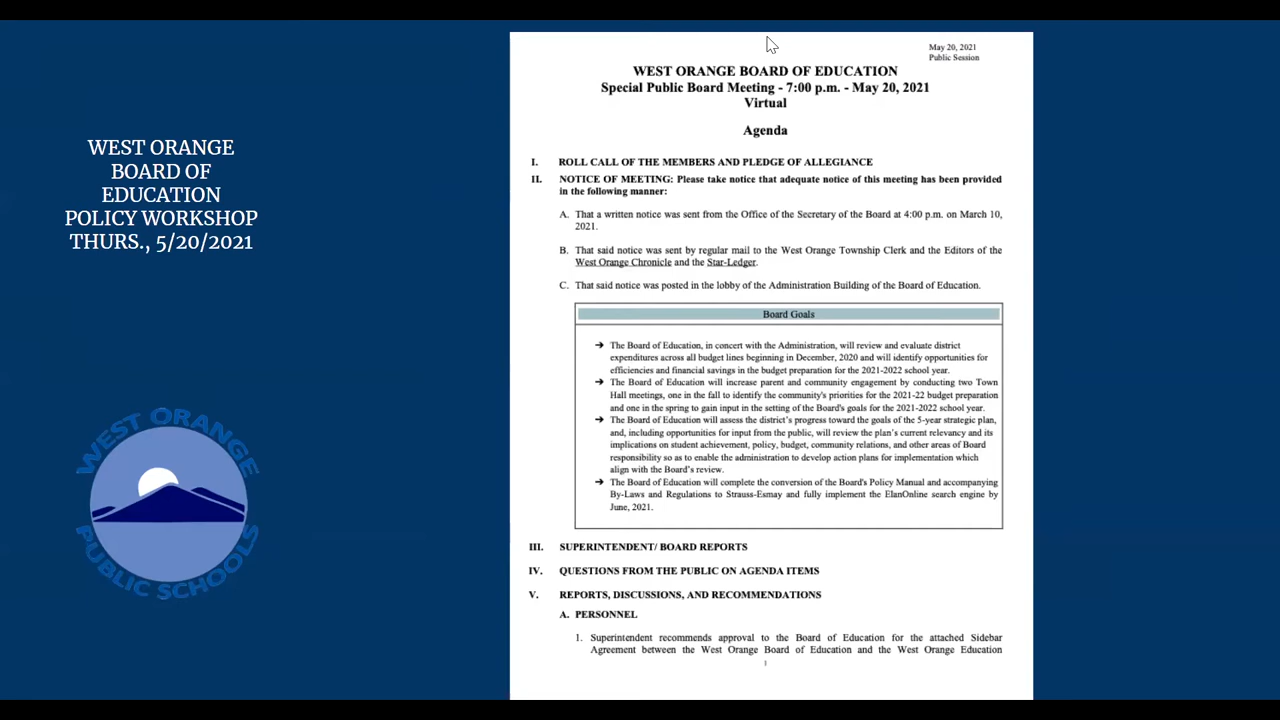 WEST ORANGE
BOARD OF
EDUCATION
POLICY WORKSHOP
THURS., 5/20/2021
WEST ORANGE
PUBLIC SCHOOLS
May 20, 2021
Public Session
WEST ORANGE BOARD OF EDUCATION
Special Public Board Meeting - 7:00 p.m. - May 20, 2021
Virtual
Agenda
I. ROLL CALL OF THE MEMBERS AND PLEDGE OF ALLEGIANCE
II. NOTICE OF MEETING: Please take notice that adequate notice of this meeting has been provided
in the following manner:
A. That a written notice was sent from the Office of the Secretary of the Board at 4:00 p.m. on March 10,
2021.
B. That said notice was sent by regular mail to the West Orange Township Clerk and the Editors of the
West Orange Chronicle and the Star-Ledger.
C. That said notice was posted in the lobby of the Administration Building of the Board of Education.
Board Goals
➔ The Board of Education, in concert with the Administration, will review and evaluate district
expenditures across all budget lines beginning in December, 2020 and will identify opportunities for
efficiencies and financial savings in the budget preparation for the 2021-2022 school year.
➔ The Board of Education will increase parent and community engagement by conducting two Town
Hall meetings, one in the fall to identify the community's priorities for the 2021-22 budget preparation
and one in the spring to gain input in the setting of the Board's goals for the 2021-2022 school year.
➔ The Board of Education will assess the district's progress toward the goals of the 5-year strategic plan,
and, including opportunities for input from the public, will review the plan's current relevancy and its
implications on student achievement, policy, budget, community relations, and other areas of Board
responsibility so as to enable the administration to develop action plans for implementation which
align with the Board's review.
➔ The Board of Education will complete the conversion of the Board's Policy Manual and accompanying
By-Laws and Regulations to Strauss-Esmay and fully implement the ElanOnline search engine by
June, 2021.
III. SUPERINTENDENT/ BOARD REPORTS
IV. QUESTIONS FROM THE PUBLIC ON AGENDA ITEMS
V. REPORTS, DISCUSSIONS, AND RECOMMENDATIONS
A. PERSONNEL
1. Superintendent recommends approval to the Board of Education for the attached Sidebar
Agreement between the West Orange Board of Education and the West Orange Education
1